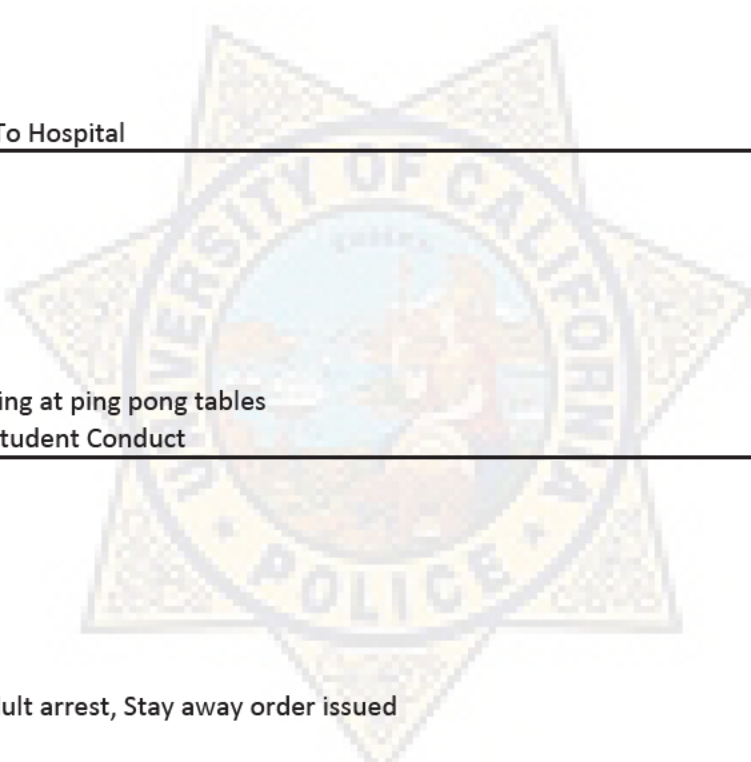 To Hospital
UNIVERSITY OF CALIFORNIA
EUREKA
ing at ping pong tables
tudent Conduct
POLICE
ult arrest, Stay away order issued